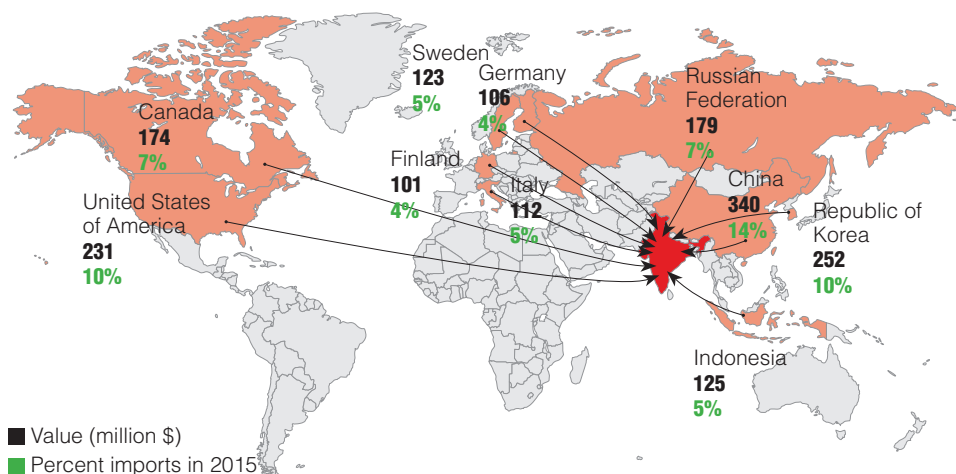 Sweden
123
5%
Germany
106
4%
Russian
Federation
179
7%
Canada
174
7%
Finland
101
4%
Italy
112
5%
China
340
14%
United States
of America
231
10%
Republic of
Korea
252
10%
Indonesia
125
5%
Value (million $)
Percent imports in 2015